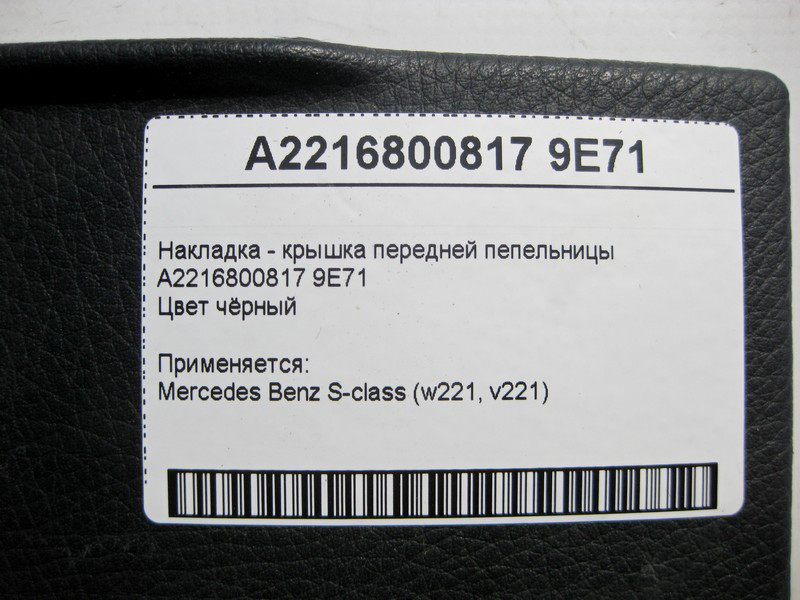 A2216800817 9E71
Накладка - крышка передней пепельницы
A2216800817 9E71
Цвет чёрный
Применяется:
Mercedes Benz S-class (w221, v221)